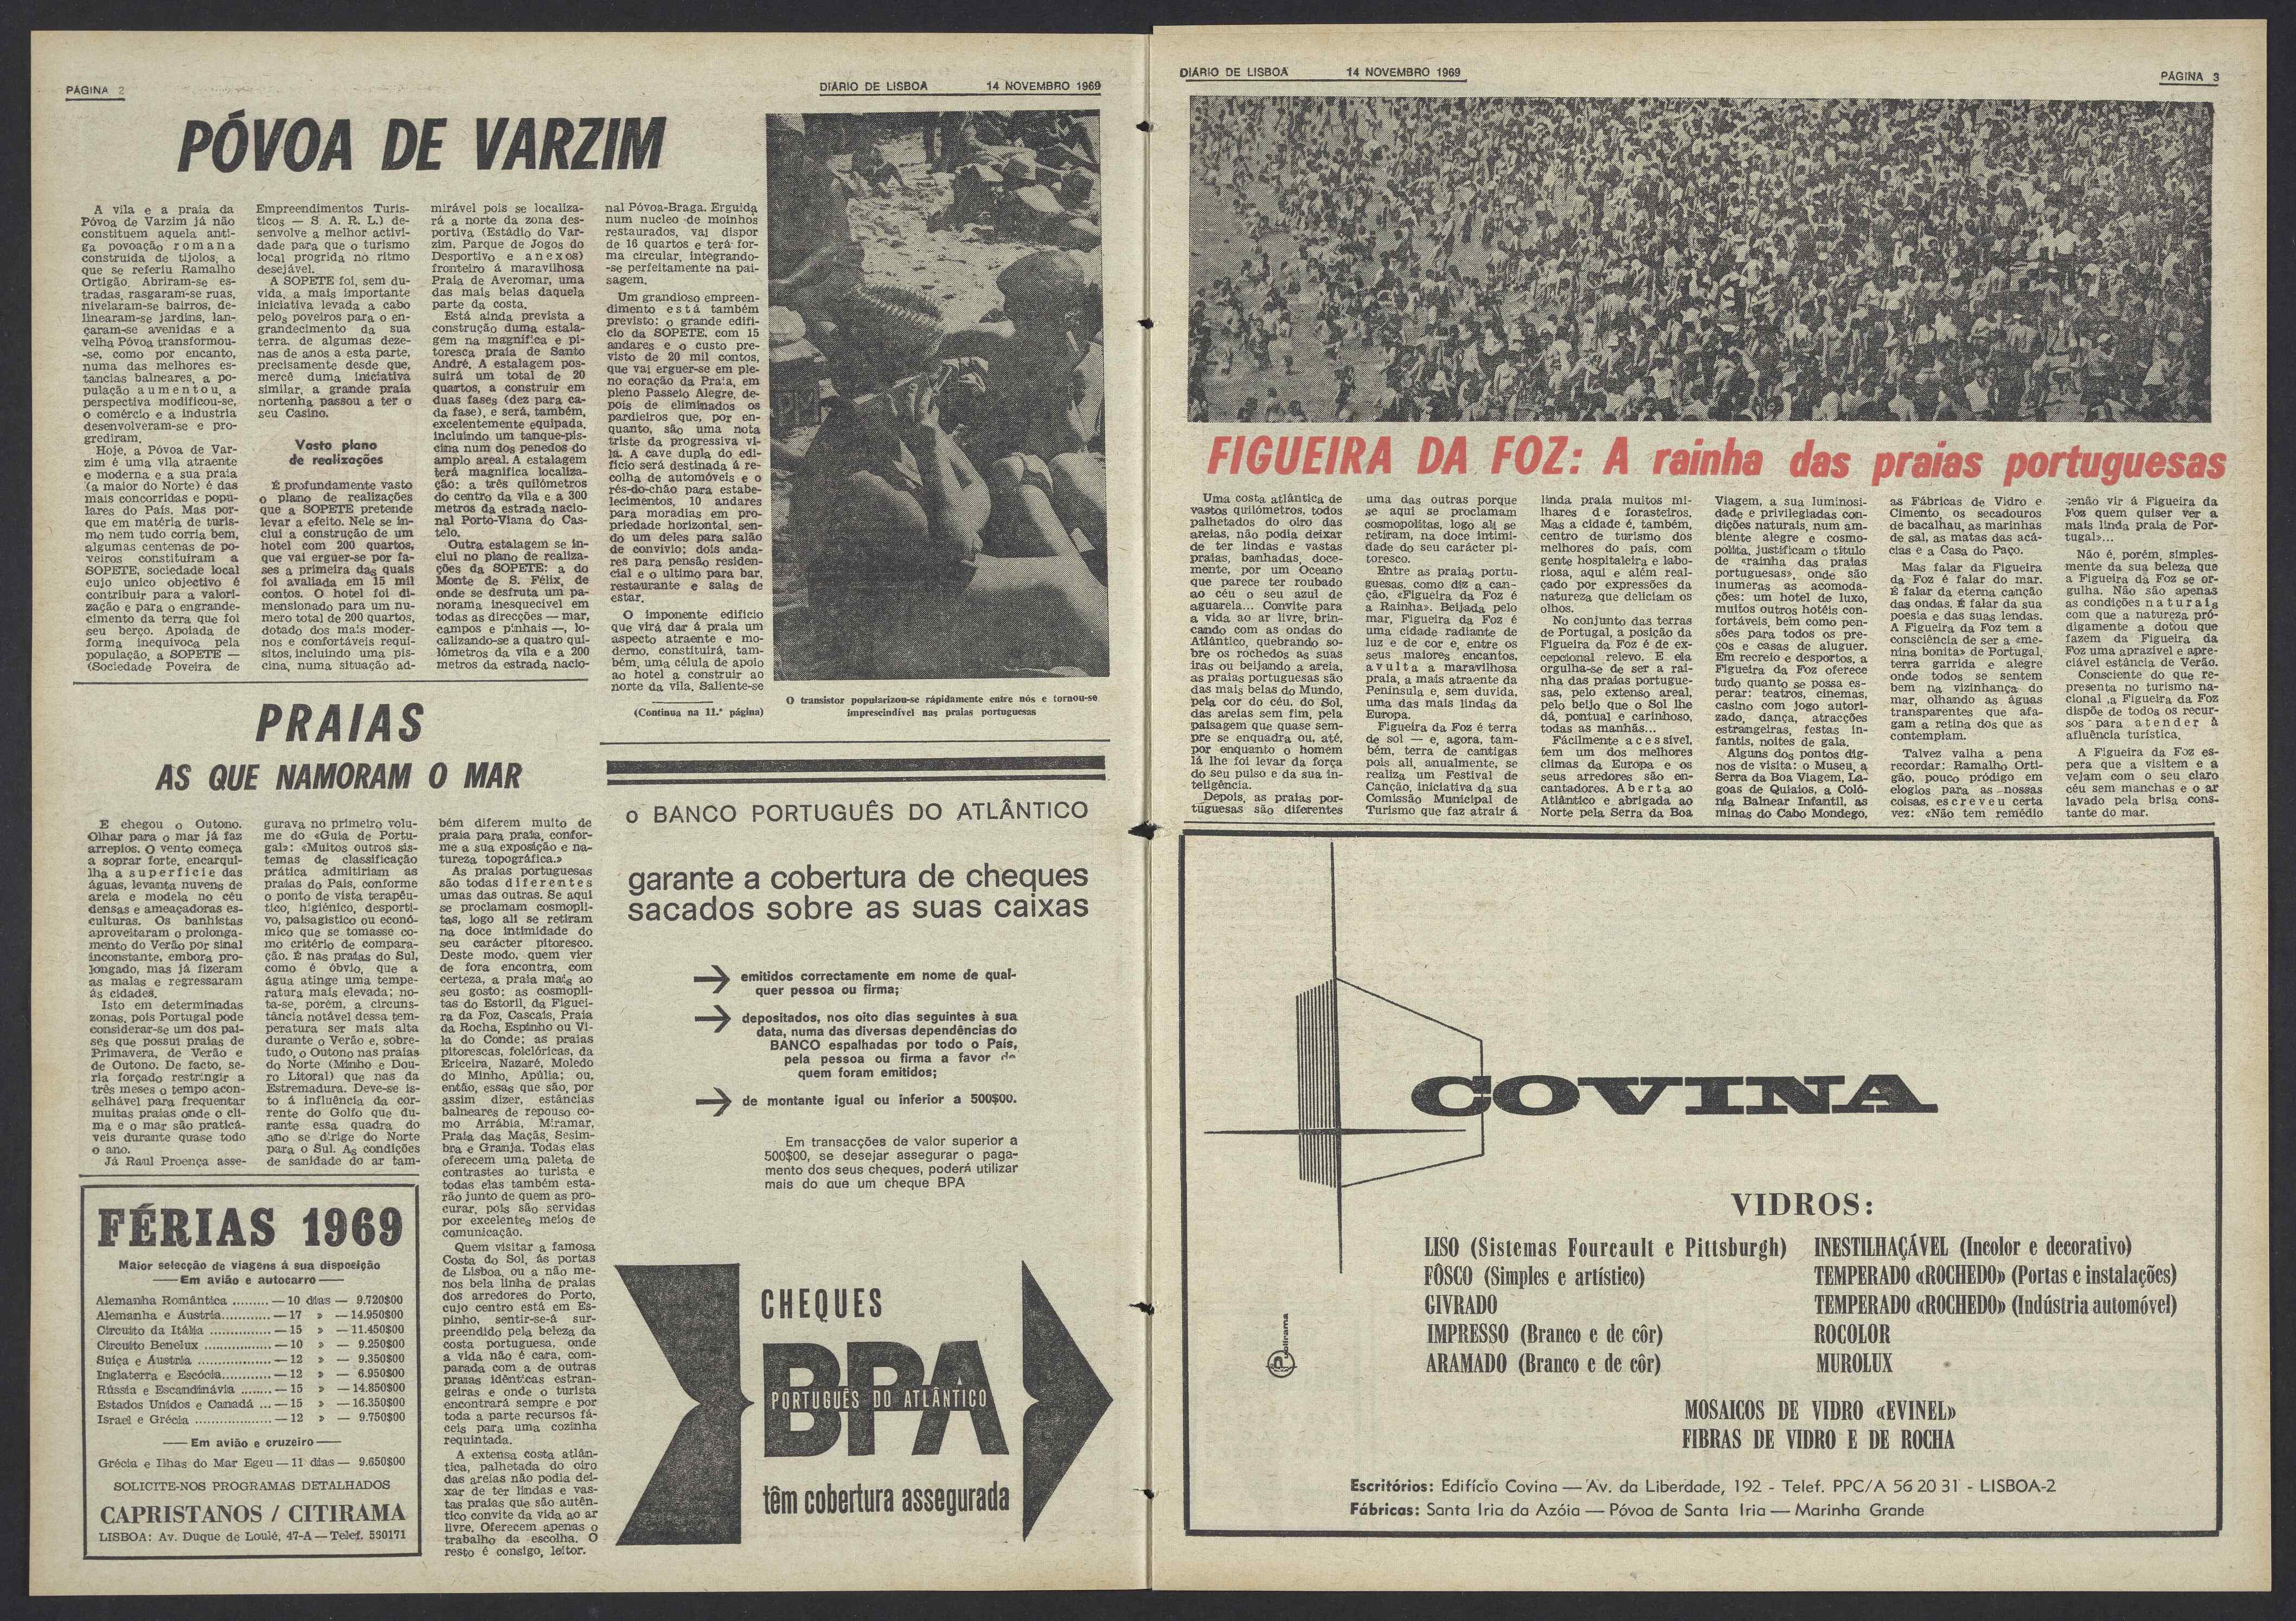 PÁGINA 2
DIÁRIO DE LISBOA 14 NOVEMBRO 1969
PÓVOA DE VARZIM
A vila e a praia da
Póvoa de Varzim já não
constituem aquela anti-
ga povoação romana
construida de tijolos, a
que se referiu Ramalho
Ortigão. Abriram-se es-
tradas, rasgaram-se ruas,
nivelaram-se bairros, de-
linearam-se jardins, lan-
çaram-se avenidas e a
velha Póvoa transformou-
-se, como por encanto,
numa das melhores es-
tancias balneares, a po-
pulação aumentou, a
perspectiva modificou-se,
o comércio e a industria
desenvolveram-se e pro-
grediram.
Hoje, a Póvoa de Var-
zim é uma vila atraente
e moderna e a sua praia
(a maior do Norte) é das
mais concorridas e popu-
lares do País. Mas por-
que em matéria de turis-
mo nem tudo corria bem,
algumas centenas de po-
veiros constituíram a
SOPETE, sociedade local
cujo unico objectivo é
contribuir para a valori-
zação e para o engrande-
cimento da terra que foi
seu berço. Apoiada de
forma inequívoca pela
população, a SOPETE —
(Sociedade Poveira de
Empreendimentos Turis-
ticos — S. A. R. L.) de-
senvolve a melhor activi-
dade para que o turismo
local progrida no ritmo
desejável.
A SOPETE foi, sem du-
vida, a mais importante
iniciativa levada a cabo
pelos poveiros para o en-
grandecimento da sua
terra, de algumas deze-
nas de anos a esta parte,
precisamente desde que,
mercê duma iniciativa
similar, a grande praia
nortenha passou a ter o
seu Casino.
Vasto plano
de realizações
É profundamente vasto
o plano de realizações
que a SOPETE pretende
levar a efeito. Nele se in-
clui a construção de um
hotel com 200 quartos,
que vai erguer-se por fa-
ses a primeira das quais
foi avaliada em 15 mil
contos. O hotel foi di-
mensionado para um nu-
mero total de 200 quartos,
dotado dos mais moder-
nos e confortáveis requi-
sitos, incluindo uma pis-
cina, numa situação ad-
mirável pois se localiza-
rá a norte da zona des-
portiva (Estádio do Var-
zim, Parque de Jogos do
Desportivo e anexos)
fronteiro á maravilhosa
Praia de Averomar, uma
das mais belas daquela
parte da costa.
Está ainda prevista a
construção duma estala-
gem na magnífica e pi-
toresca praia de Santo
André. A estalagem pos-
suirá um total de 20
quartos, a construir em
duas fases (dez para ca-
da fase), e será, também,
excelentemente equipada,
incluindo um tanque-pis-
cina num dos penedos do
amplo areal. A estalagem
terá magnífica localiza-
ção: a três quilómetros
do centro da vila e a 300
metros da estrada nacio-
nal Porto-Viana do Cas-
telo.
Outra estalagem se in-
clui no plano de realiza-
ções da SOPETE: a do
Monte de S. Félix, de
onde se desfruta um pa-
norama inesquecível em
todas as direcções — mar,
campos e pinhais —, lo-
calizando-se a quatro qui-
lómetros da vila e a 200
metros da estrada nacio-
nal Póvoa-Braga. Erguida
num nucleo de moinhos
restaurados, vai dispor
de 16 quartos e terá for-
ma circular, integrando-
-se perfeitamente na pai-
sagem.
Um grandioso empreen-
dimento está também
previsto: o grande edifi-
cio da SOPETE, com 15
andares e o custo pre-
visto de 20 mil contos,
que vai erguer-se em ple-
no coração da Praia, em
pleno Passeio Alegre, de-
pois de eliminados os
pardieiros que, por en-
quanto, são uma nota
triste da progressiva vi-
la. A cave dupla do edi-
ficio será destinada á re-
colha de automóveis e o
rés-do-chão para estabe-
lecimentos, 10 andares
para moradias em pro-
priedade horizontal, sen-
do um deles para salão
de convivio; dois anda-
res para pensão residen-
cial e o ultimo para bar,
restaurante e salas de
estar.
O imponente edificio
que virá dar á praia um
aspecto atraente e mo-
derno, constituirá, tam-
bém, uma célula de apoio
ao hotel a construir ao
norte da vila. Saliente-se
(Continua na 11.ª página)
O transistor popularizou-se rápidamente entre nós e tornou-se
imprescindível nas praias portuguesas
PRAIAS
AS QUE NAMORAM O MAR
E chegou o Outono.
Olhar para o mar já faz
arrepios. O vento começa
a soprar forte, encarqui-
lha a superfície das
águas, levanta nuvens de
areia e modela no céu
densas e ameaçadoras es-
culturas. Os banhistas
aproveitaram o prolonga-
mento do Verão por sinal
inconstante, embora pro-
longado, mas já fizeram
as malas e regressaram
ás cidades.
Isto em determinadas
zonas, pois Portugal pode
considerar-se um dos paí-
ses que possui praias de
Primavera, de Verão e
de Outono. De facto, se-
ria forçado restringir a
três meses o tempo acon-
selhável para frequentar
muitas praias onde o cli-
ma e o mar são praticá-
veis durante quase todo
o ano.
Já Raul Proença asse-
gurava no primeiro volu-
me do «Guia de Portu-
gal»: «Muitos outros sis-
temas de classificação
prática admitiriam as
praias do País, conforme
o ponto de vista terapêu-
tico, higiénico, desporti-
vo, paisagístico ou econó-
mico que se tomasse co-
mo critério de compara-
ção. É nas praias do Sul,
como é óbvio, que a
água atinge uma tempe-
ratura mais elevada; no-
ta-se, porém, a circuns-
tância notável dessa tem-
peratura ser mais alta
durante o Verão e, sobre-
tudo, o Outono nas praias
do Norte (Minho e Dou-
ro Litoral) que nas da
Estremadura. Deve-se is-
to á influência da cor-
rente do Golfo que du-
rante essa quadra do
ano se dirige do Norte
para o Sul. As condições
de sanidade do ar tam-
bém diferem muito de
praia para praia, confor-
me a sua exposição e na-
tureza topográfica.»
As praias portuguesas
são todas diferentes
umas das outras. Se aqui
se proclamam cosmopli-
tas, logo ali se retiram
na doce intimidade do
seu carácter pitoresco.
Deste modo, quem vier
de fora encontra, com
certeza, a praia mais ao
seu gosto: as cosmopli-
tas do Estoril, da Figuei-
ra da Foz, Cascais, Praia
da Rocha, Espinho ou Vi-
la do Conde; as praias
pitorescas, folclóricas, da
Ericeira, Nazaré, Moledo
do Minho, Apúlia; ou,
então, essas que são, por
assim dizer, estâncias
balneares de repouso co-
mo Arrábia, Miramar,
Praia das Maçãs, Sesim-
bra e Granja. Todas elas
oferecem uma paleta de
contrastes ao turista e
todas elas também esta-
rão junto de quem as pro-
curar, pois são servidas
por excelentes meios de
comunicação.
Quem visitar a famosa
Costa do Sol, ás portas
de Lisboa, ou a não me-
nos bela linha de praias
dos arredores do Porto,
cujo centro está em Es-
pinho, sentir-se-á sur-
preendido pela beleza da
costa portuguesa, onde
a vida não é cara, com-
parada com a de outras
praias idênticas estran-
geiras e onde o turista
encontrará sempre e por
toda a parte recursos fá-
ceis para uma cozinha
requintada.
A extensa costa atlân-
tica, palhetada do oiro
das areias não podia dei-
xar de ter lindas e vas-
tas praias que são autên-
tico convite da vida ao ar
livre. Oferecem apenas o
trabalho da escolha. O
resto é consigo, leitor.
FÉRIAS 1969
Maior selecção de viagens á sua disposição
— Em avião e autocarro —
Alemanha Romântica ......... — 10 dias — 9.720$00
Alemanha e Austria........... — 17 » — 14.950$00
Circuito da Itália .............. — 15 » — 11.450$00
Circuito Benelux ................ — 10 » — 9.250$00
Suiça e Austria .................. — 12 » — 9.350$00
Inglaterra e Escócia............ — 12 » — 6.950$00
Rússia e Escandinávia ........ — 15 » — 14.850$00
Estados Unidos e Canadá ... — 15 » — 16.350$00
Israel e Grécia ................... — 12 » — 9.750$00
— Em avião e cruzeiro —
Grécia e Ilhas do Mar Egeu — 11 dias — 9.650$00
SOLICITE-NOS PROGRAMAS DETALHADOS
CAPRISTANOS / CITIRAMA
LISBOA: Av. Duque de Loulé, 47-A — Telef. 530171
o BANCO PORTUGUÊS DO ATLÂNTICO
garante a cobertura de cheques
sacados sobre as suas caixas
emitidos correctamente em nome de qual-
quer pessoa ou firma;
depositados, nos oito dias seguintes à sua
data, numa das diversas dependências do
BANCO espalhadas por todo o País,
pela pessoa ou firma a favor de
quem foram emitidos;
de montante igual ou inferior a 500$00.
Em transacções de valor superior a
500$00, se desejar assegurar o paga-
mento dos seus cheques, poderá utilizar
mais do que um cheque BPA
CHEQUES
BPA
PORTUGUÊS DO ATLÂNTICO
têm cobertura assegurada
DIÁRIO DE LISBOA 14 NOVEMBRO 1969
PÁGINA 3
FIGUEIRA DA FOZ: A rainha das praias portuguesas
Uma costa atlântica de
vastos quilómetros, todos
palhetados do oiro das
areias, não podia deixar
de ter lindas e vastas
praias, banhadas, doce-
mente, por um Oceano
que parece ter roubado
ao céu o seu azul de
aguarela... Convite para
a vida ao ar livre, brin-
cando com as ondas do
Atlântico, quebrando so-
bre os rochedos as suas
iras ou beijando a areia,
as praias portuguesas são
das mais belas do Mundo,
pela cor do céu, do Sol,
das areias sem fim, pela
paisagem que quase sem-
pre se enquadra ou, até,
por enquanto o homem
lá lhe foi levar da força
do seu pulso e da sua in-
teligência.
Depois, as praias por-
tuguesas são diferentes
uma das outras porque
se aqui se proclamam
cosmopolitas, logo ali se
retiram, na doce intimi-
dade do seu carácter pi-
toresco.
Entre as praias portu-
guesas, como diz a can-
ção, «Figueira da Foz é
a Rainha». Beijada pelo
mar, Figueira da Foz é
uma cidade radiante de
luz e de cor e, entre os
seus maiores encantos,
avulta a maravilhosa
praia, a mais atraente da
Península e, sem duvida,
uma das mais lindas da
Europa.
Figueira da Foz é terra
de sol — e, agora, tam-
bém, terra de cantigas
pois ali, anualmente, se
realiza um Festival de
Canção, iniciativa da sua
Comissão Municipal de
Turismo que faz atrair á
linda praia muitos mi-
lhares de forasteiros.
Mas a cidade é, também,
centro de turismo dos
melhores do país, com
gente hospitaleira e labo-
riosa, aqui e além real-
çado por expressões da
natureza que deliciam os
olhos.
No conjunto das terras
de Portugal, a posição da
Figueira da Foz é de ex-
cepcional relevo. E ela
orgulha-se de ser a rai-
nha das praias portugue-
sas, pelo extenso areal,
pelo beijo que o Sol lhe
dá, pontual e carinhoso,
todas as manhãs...
Fácilmente acessivel,
tem um dos melhores
climas da Europa e os
seus arredores são en-
cantadores. Aberta ao
Atlântico e abrigada ao
Norte pela Serra da Boa
Viagem, a sua luminosi-
dade e privilegiadas con-
dições naturais, num am-
biente alegre e cosmo-
polita, justificam o titulo
de «rainha das praias
portuguesas», onde são
inumeras as acomoda-
ções: um hotel de luxo,
muitos outros hotéis con-
fortáveis, bem como pen-
sões para todos os pre-
ços e casas de aluguer.
Em recreio e desportos, a
Figueira da Foz oferece
tudo quanto se possa es-
perar: teatros, cinemas,
casino com jogo autori-
zado, dança, atracções
estrangeiras, festas in-
fantis, noites de gala.
Alguns dos pontos dig-
nos de visita: o Museu, a
Serra da Boa Viagem, La-
goas de Quiaios, a Coló-
nia Balnear Infantil, as
minas do Cabo Mondego,
as Fábricas de Vidro e
Cimento, os secadouros
de bacalhau, as marinhas
de sal, as matas das acá-
cias e a Casa do Paço.
Mas falar da Figueira
da Foz é falar do mar.
É falar da eterna canção
das ondas. É falar da sua
poesia e das suas lendas.
A Figueira da Foz tem a
consciência de ser a «me-
nina bonita» de Portugal,
terra garrida e alegre
onde todos se sentem
bem na vizinhança do
mar, olhando as águas
transparentes que afa-
gam a retina dos que as
contemplam.
Talvez valha a pena
recordar: Ramalho Orti-
gão, pouco pródigo em
elogios para as nossas
coisas, escreveu certa
vez: «Não tem remédio
senão vir á Figueira da
Foz quem quiser ver a
mais linda praia de Por-
tugal»...
Não é, porém, simples-
mente da sua beleza que
a Figueira da Foz se or-
gulha. Não são apenas
as condições naturais
com que a natureza pró-
digamente a dotou que
fazem da Figueira da
Foz uma aprazível e apre-
ciável estância de Verão.
Consciente do que re-
presenta no turismo na-
cional, a Figueira da Foz
dispõe de todos os recur-
sos para atender à
afluência turística.
A Figueira da Foz es-
pera que a visitem e a
vejam com o seu claro
céu sem manchas e o ar
lavado pela brisa cons-
tante do mar.
COVINA
VIDROS:
LISO (Sistemas Fourcault e Pittsburgh)
FÔSCO (Simples e artístico)
GIVRADO
IMPRESSO (Branco e de côr)
ARAMADO (Branco e de côr)
INESTILHAÇÁVEL (Incolor e decorativo)
TEMPERADO «ROCHEDO» (Portas e instalações)
TEMPERADO «ROCHEDO» (Indústria automóvel)
ROCOLOR
MUROLUX
MOSAICOS DE VIDRO «EVINEL»
FIBRAS DE VIDRO E DE ROCHA
Escritórios: Edifício Covina — Av. da Liberdade, 192 - Telef. PPC/A 56 20 31 - LISBOA-2
Fábricas: Santa Iria da Azóia — Póvoa de Santa Iria — Marinha Grande